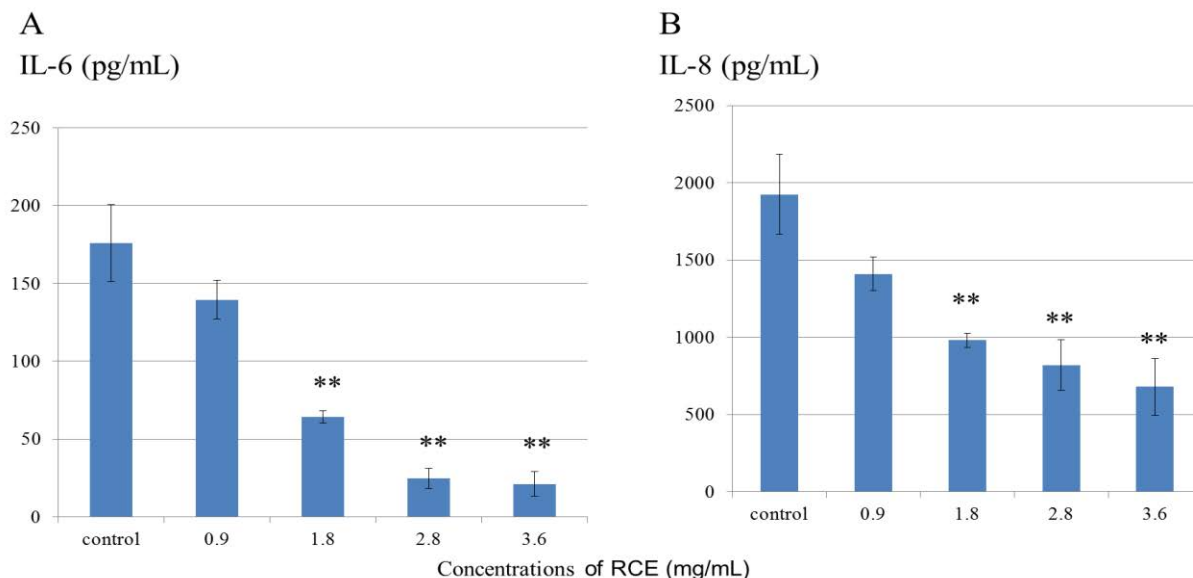 A
IL-6 (pg/mL)
250
200
150
100
50
0
**
**
**
control 0.9 1.8 2.8 3.6
B
IL-8 (pg/mL)
2500
2000
1500
1000
500
0
**
**
**
control 0.9 1.8 2.8 3.6
Concentrations of RCE (mg/mL)